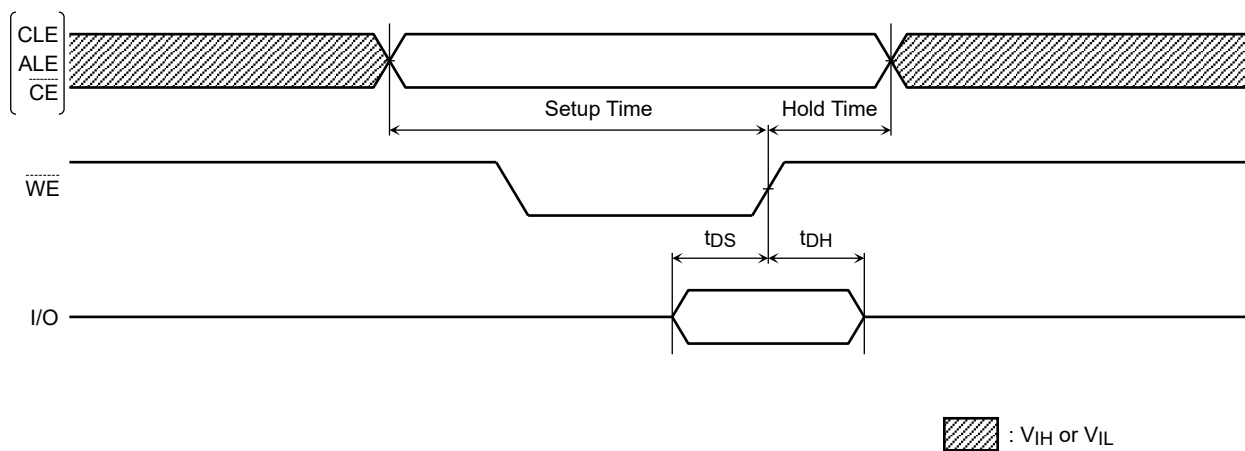 CLE
ALE
CE
Setup Time
Hold Time
WE
tDS
tDH
I/O
: VIH or VIL